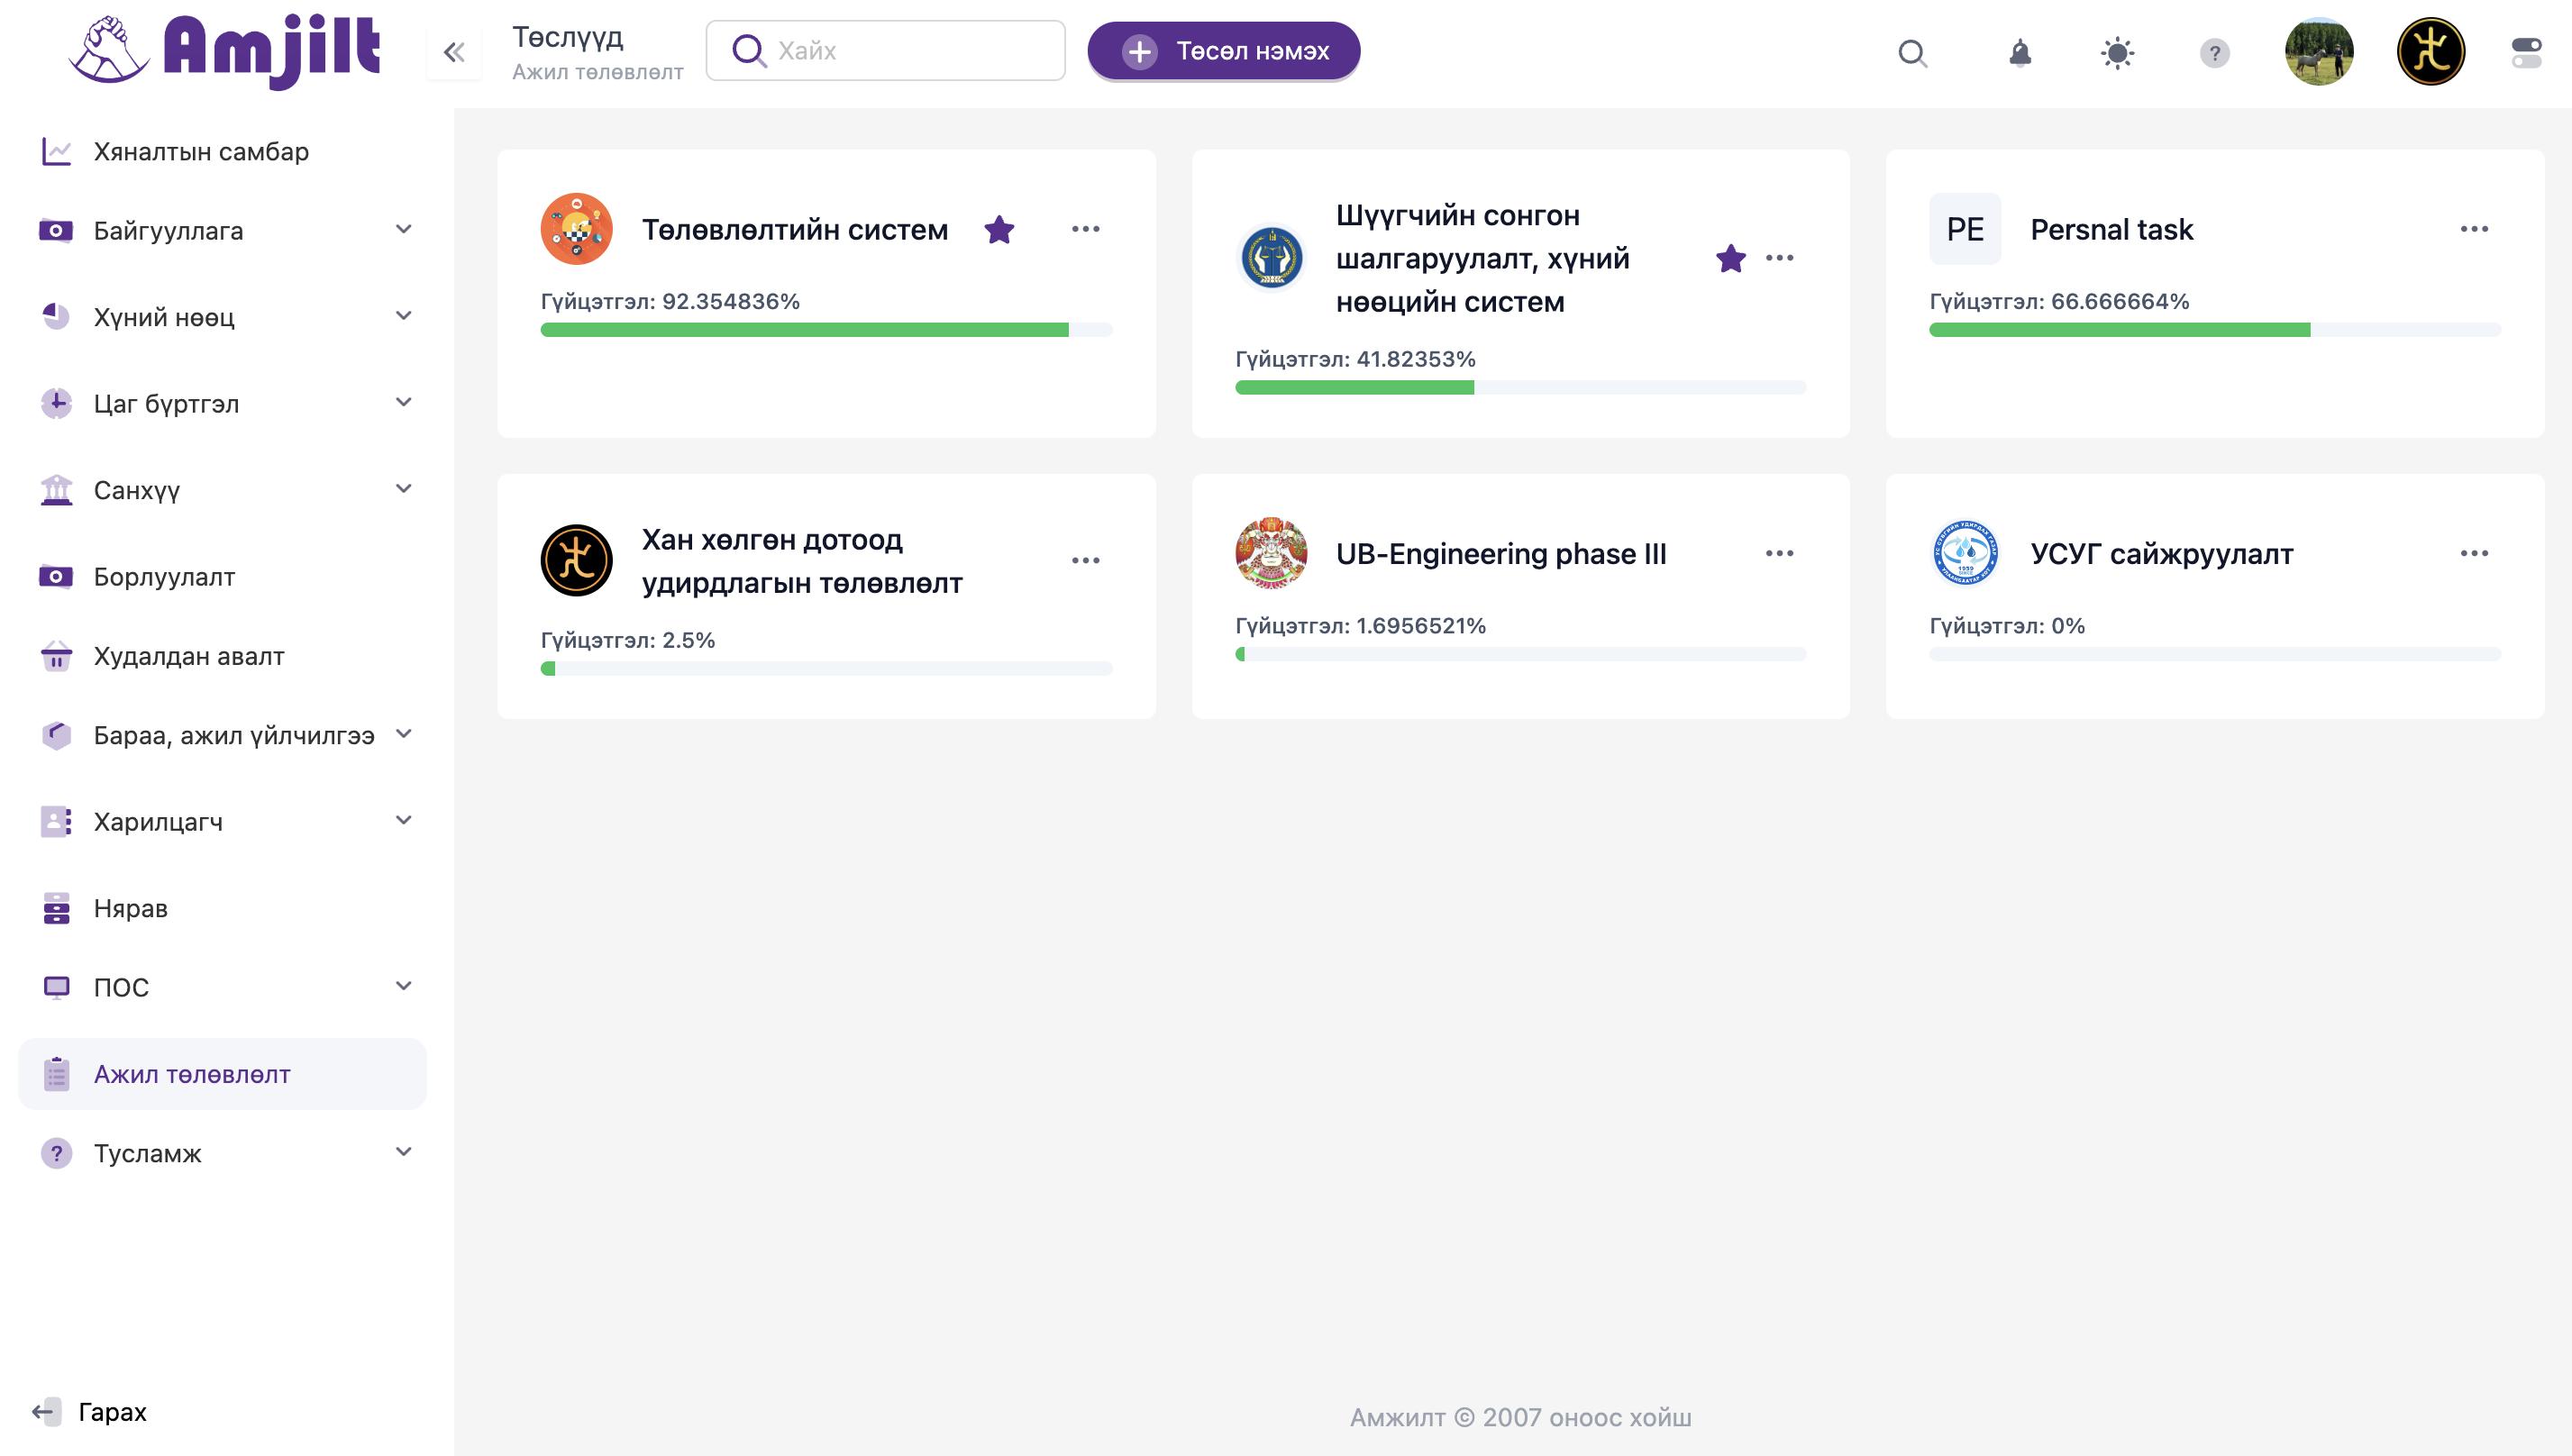 Amjilt
Төслүүд
Ажил төлөвлөлт
Хайх
Төсөл нэмэх
Хяналтын самбар
Байгууллага
Хүний нөөц
Цаг бүртгэл
Санхүү
Борлуулалт
Худалдан авалт
Бараа, ажил үйлчилгээ
Харилцагч
Нярав
ПОС
Ажил төлөвлөлт
Тусламж
Гарах
Төлөвлөлтийн систем
Гүйцэтгэл: 92.354836%
Шүүгчийн сонгон
шалгаруулалт, хүний
нөөцийн систем
Гүйцэтгэл: 41.82353%
PE
Persnal task
Гүйцэтгэл: 66.666664%
Хан хөлгөн дотоод
удирдлагын төлөвлөлт
Гүйцэтгэл: 2.5%
UB-Engineering phase III
Гүйцэтгэл: 1.6956521%
УСУГ сайжруулалт
Гүйцэтгэл: 0%
Амжилт © 2007 оноос хойш